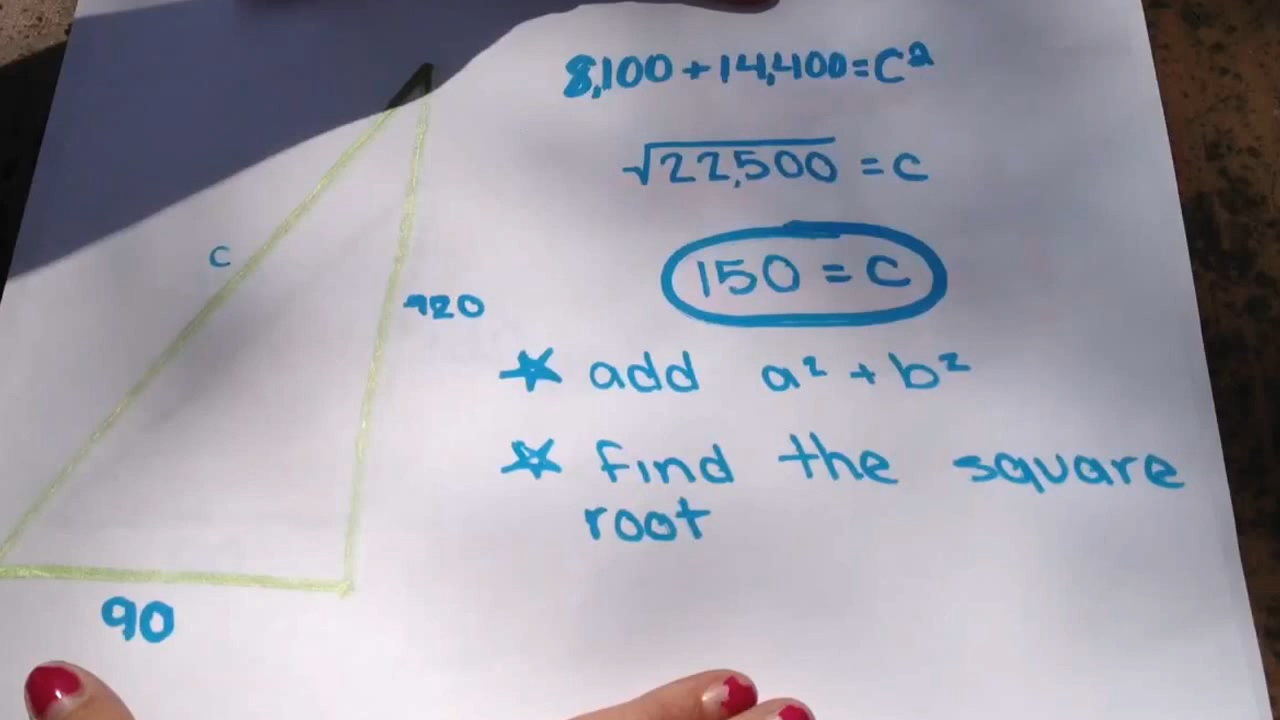 8,100 + 14,400 = C²
√22,500 = C
C
150 = C
120
★ add a² + b²
★ find the square
root
90